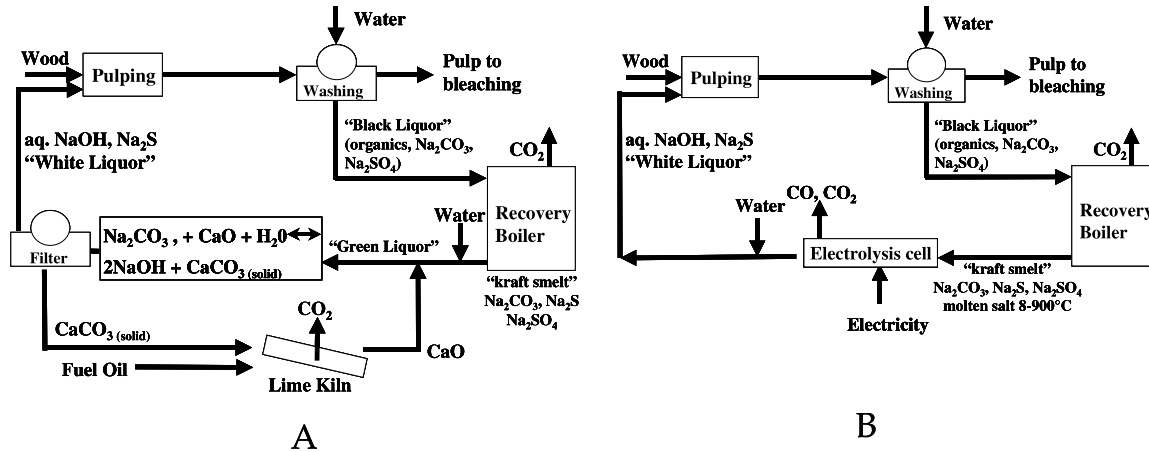 Water
Wood
Pulping
Washing
Pulp to
bleaching
aq. NaOH, Na2S
“White Liquor”
“Black Liquor”
(organics, Na2CO3,
Na2SO4)
CO2
Recovery
Boiler
Water
“Green Liquor”
Na2CO3 , + CaO + H20
2NaOH + CaCO3 (solid)
Filter
“kraft smelt”
Na2CO3, Na2S
Na2SO4
CO2
CaCO3 (solid)
Fuel Oil
CaO
Lime Kiln
A
Water
Wood
Pulping
Washing
Pulp to
bleaching
aq. NaOH, Na2S
“White Liquor”
“Black Liquor”
(organics, Na2CO3,
Na2SO4)
CO2
Recovery
Boiler
CO, CO2
Water
Electrolysis cell
“kraft smelt”
Na2CO3, Na2S, Na2SO4
molten salt 8-900°C
Electricity
B